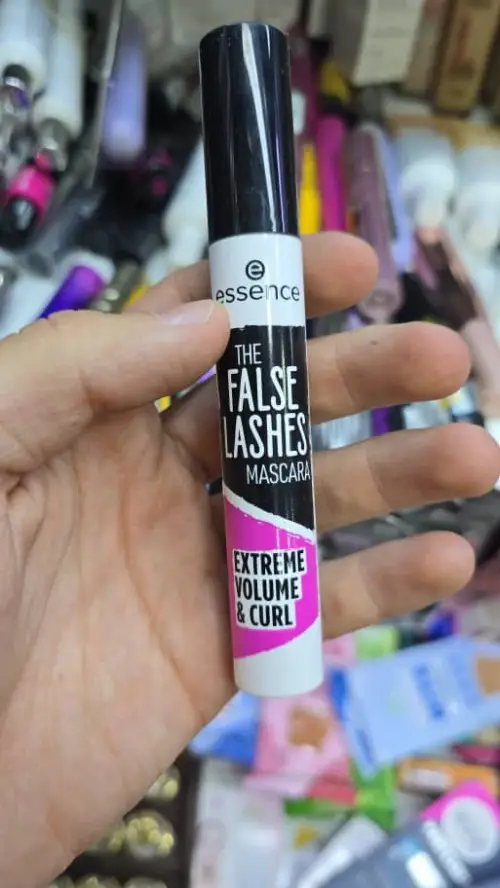 essence
THE
FALSE
LASHES
MASCARA
EXTREME
VOLUME
& CURL